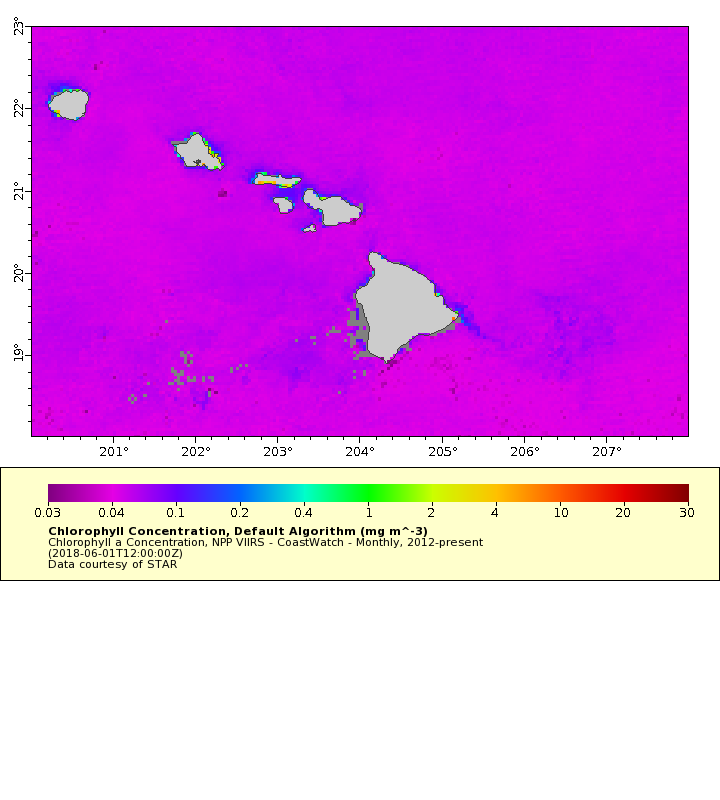 23°
22°
21°
20°
19°
201° 202° 203° 204° 205° 206° 207°
0.03 0.04 0.1 0.2 0.4 1 2 4 10 20 30
Chlorophyll Concentration, Default Algorithm (mg m^-3)
Chlorophyll a Concentration, NPP VIIRS - CoastWatch - Monthly, 2012-present
(2018-06-01T12:00:00Z)
Data courtesy of STAR